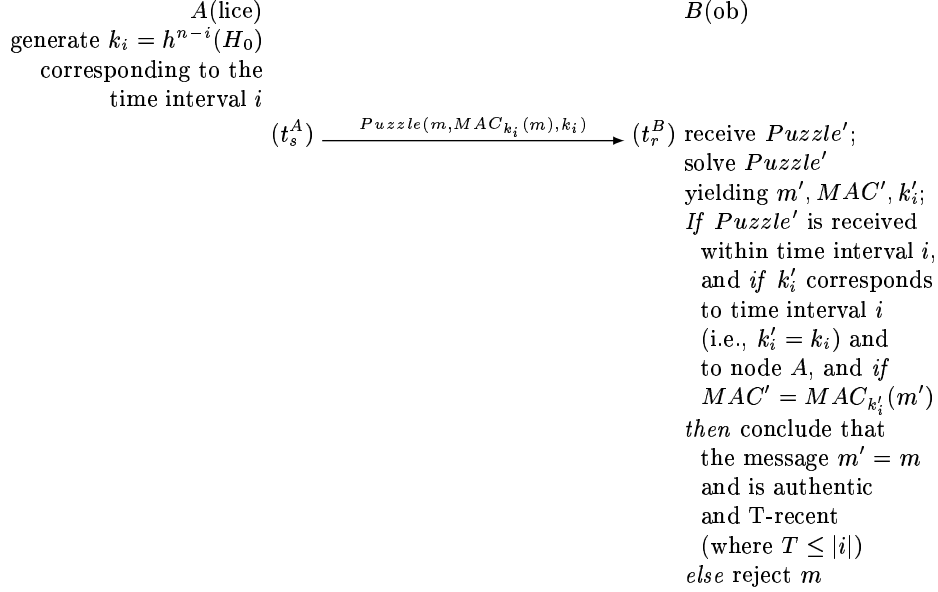 A(lice) B(ob)
generate k_i = h^{n-i}(H_0)
corresponding to the
time interval i
(t_s^A) Puzzle(m,MAC_{k_i}(m),k_i) (t_r^B) receive Puzzle′;
solve Puzzle′
yielding m′, MAC′, k_i′;
If Puzzle′ is received
within time interval i,
and if k_i′ corresponds
to time interval i
(i.e., k_i′ = k_i) and
to node A, and if
MAC′ = MAC_{k_i′}(m′)
then conclude that
the message m′ = m
and is authentic
and T-recent
(where T ≤ |i|)
else reject m